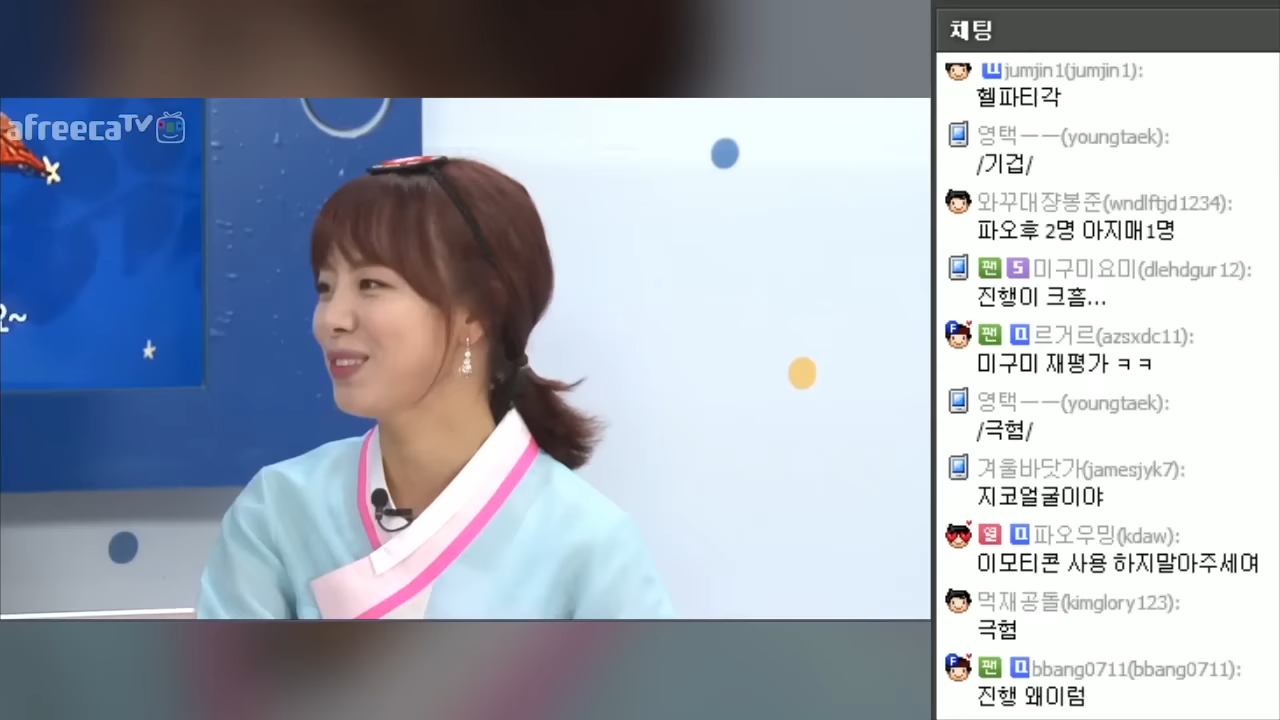 afreecaTV
채팅
jumjin1(jumjin1):
헬파티각
영택ㅡㅡ(youngtaek):
/기겁/
와꾸대쟝봉준(wndlftjd1234):
파오후 2명 아지매1명
팬 S 미구미요미(dlehdgur12):
진행이 크흠...
팬 르거르(azsxdc11):
미구미 재평가 ㅋㅋ
영택ㅡㅡ(youngtaek):
/극혐/
겨울바닷가(jamesjyk7):
지코얼굴이야
열 파오우밍(kdaw):
이모티콘 사용 하지말아주세여
먹재공돌(kimglory123):
극혐
팬 bbang0711(bbang0711):
진행 왜이럼